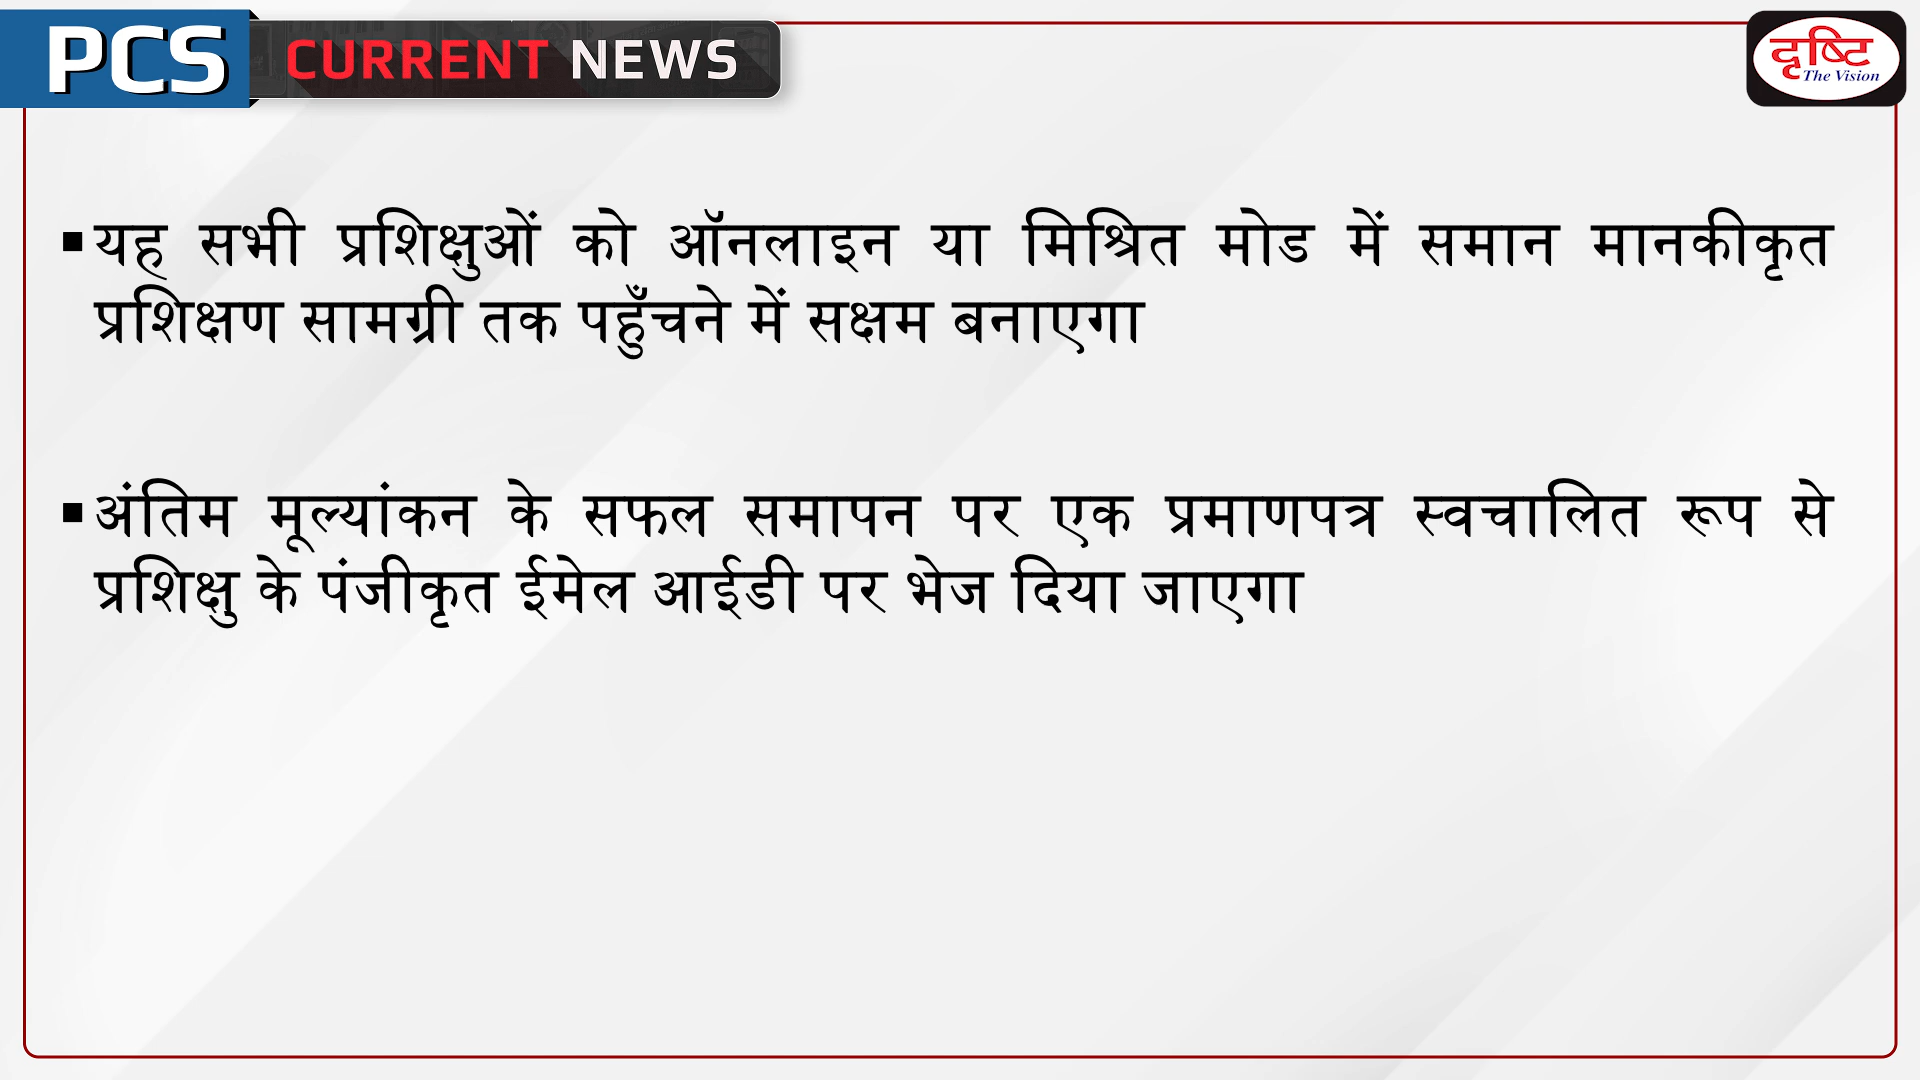 PCS CURRENT NEWS
दृष्टि
The Vision
▪ यह सभी प्रशिक्षुओं को ऑनलाइन या मिश्रित मोड में समान मानकीकृत
प्रशिक्षण सामग्री तक पहुँचने में सक्षम बनाएगा
▪ अंतिम मूल्यांकन के सफल समापन पर एक प्रमाणपत्र स्वचालित रूप से
प्रशिक्षु के पंजीकृत ईमेल आईडी पर भेज दिया जाएगा